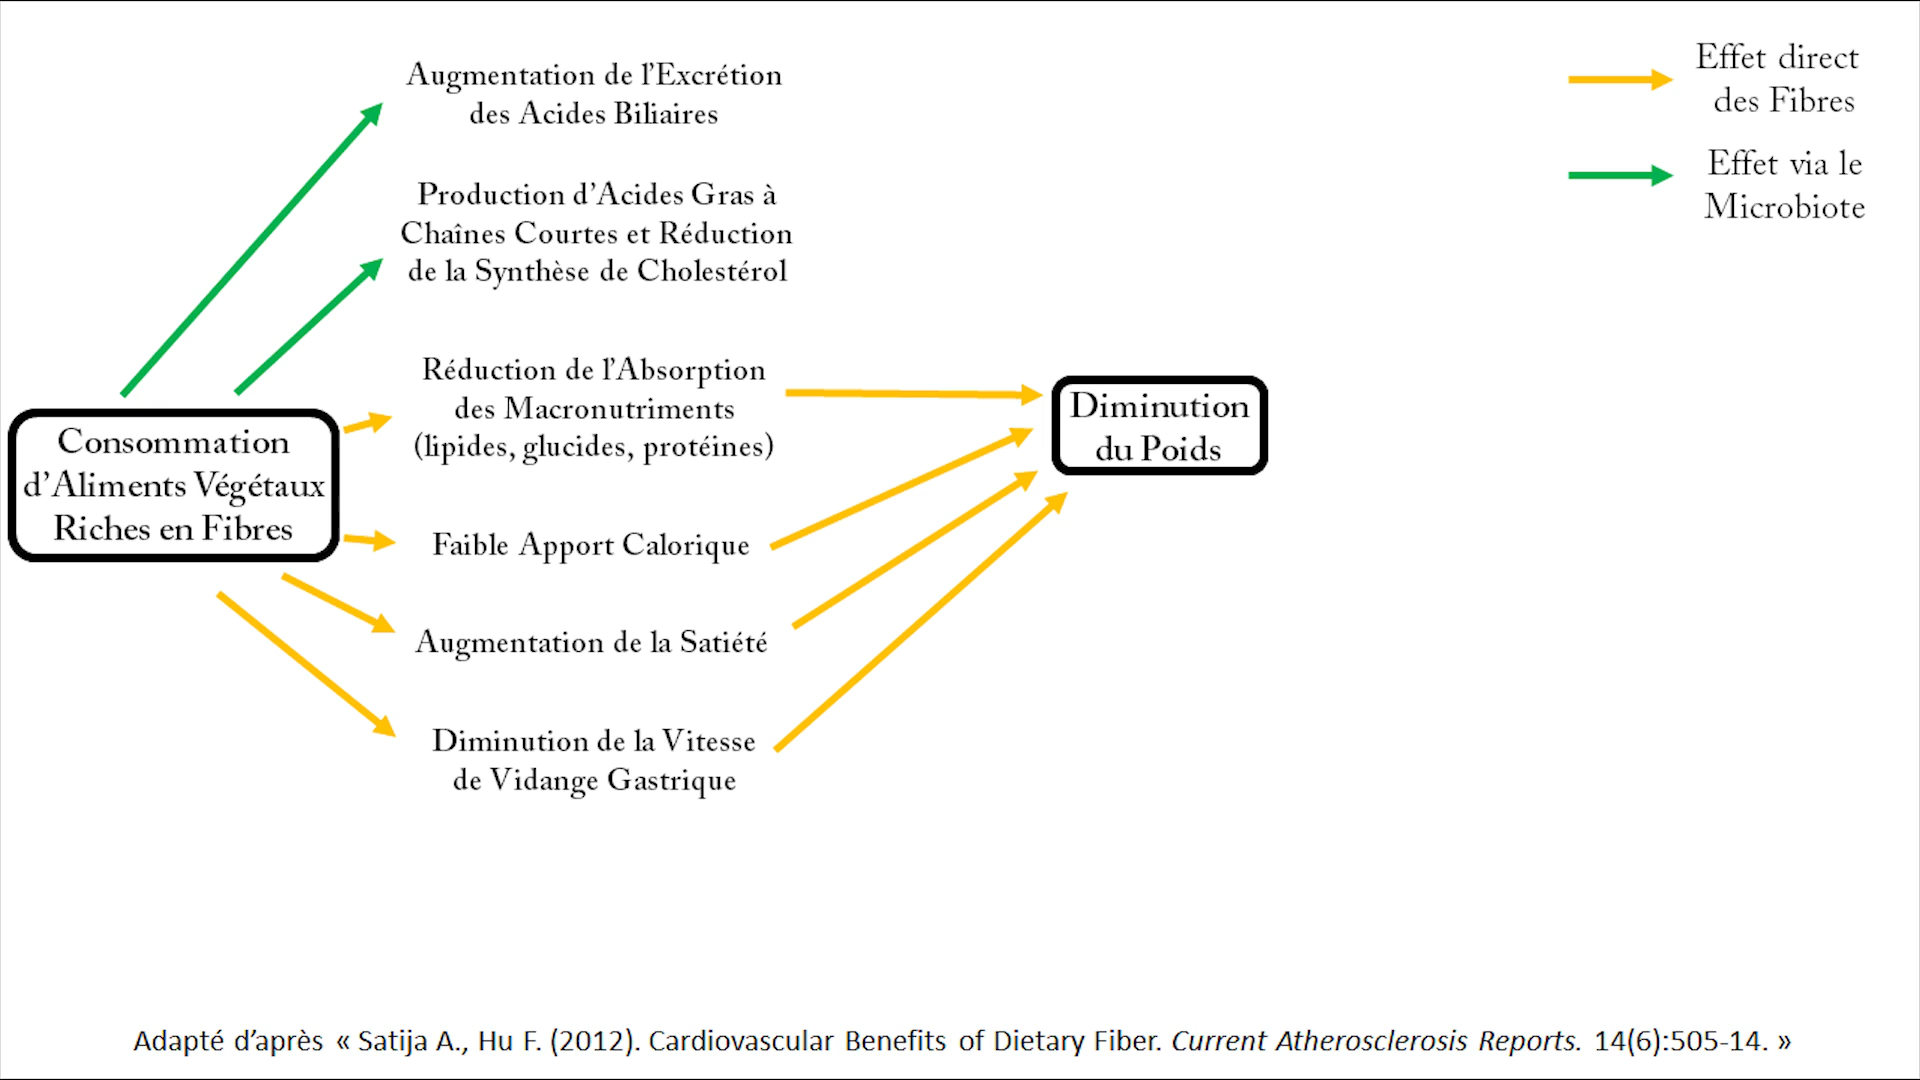 Augmentation de l'Excrétion
des Acides Biliaires
Production d'Acides Gras à
Chaînes Courtes et Réduction
de la Synthèse de Cholestérol
Réduction de l'Absorption
des Macronutriments
(lipides, glucides, protéines)
Consommation
d'Aliments Végétaux
Riches en Fibres
Faible Apport Calorique
Augmentation de la Satiété
Diminution de la Vitesse
de Vidange Gastrique
Diminution
du Poids
Effet direct
des Fibres
Effet via le
Microbiote
Adapté d'après « Satija A., Hu F. (2012). Cardiovascular Benefits of Dietary Fiber. Current Atherosclerosis Reports. 14(6):505-14. »